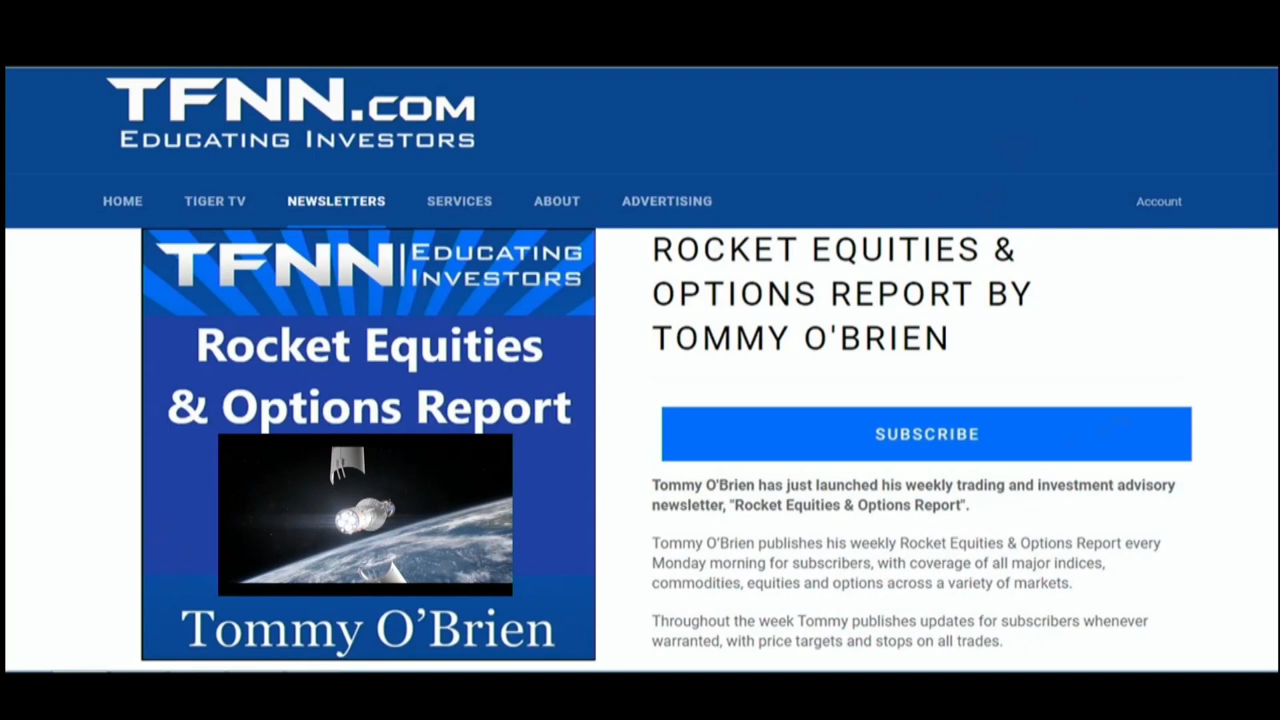 TFNN.COM
EDUCATING INVESTORS
HOME TIGER TV NEWSLETTERS SERVICES ABOUT ADVERTISING Account
TFNN EDUCATING
INVESTORS
Rocket Equities
& Options Report
Tommy O’Brien
ROCKET EQUITIES &
OPTIONS REPORT BY
TOMMY O'BRIEN
SUBSCRIBE
Tommy O'Brien has just launched his weekly trading and investment advisory
newsletter, "Rocket Equities & Options Report".
Tommy O’Brien publishes his weekly Rocket Equities & Options Report every
Monday morning for subscribers, with coverage of all major indices,
commodities, equities and options across a variety of markets.
Throughout the week Tommy publishes updates for subscribers whenever
warranted, with price targets and stops on all trades.